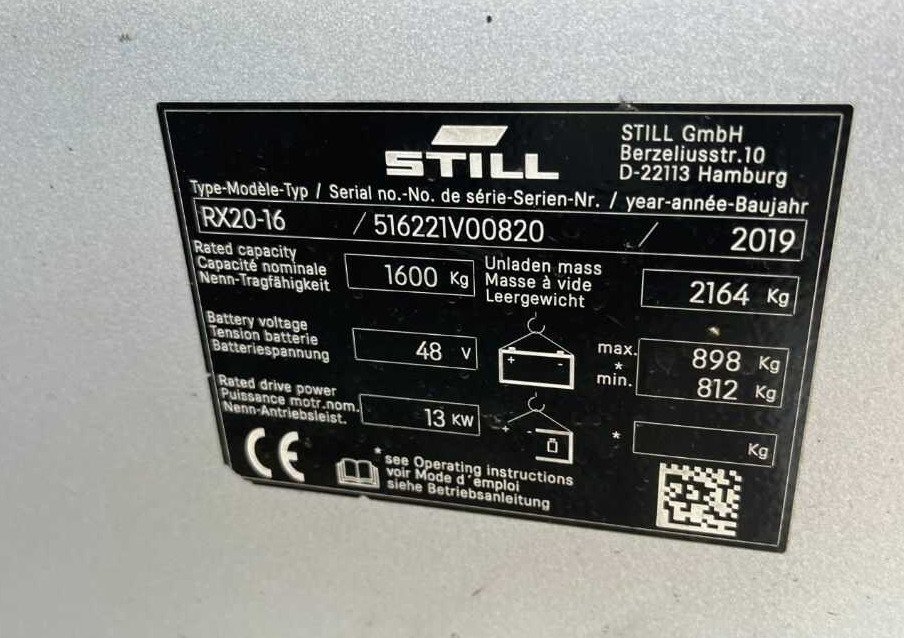 STILL
STILL GmbH
Berzeliusstr.10
D-22113 Hamburg
Type-Modèle-Typ / Serial no.-No. de série-Serien-Nr. / year-année-Baujahr
RX20-16 / 516221V00820 / 2019
Rated capacity
Capacité nominale
Nenn-Tragfähigkeit
1600 Kg
Unladen mass
Masse à vide
Leergewicht
2164 Kg
Battery voltage
Tension batterie
Batteriespannung
48 V
+ -
max.
*
min.
898 Kg
812 Kg
Rated drive power
Puissance motr.nom.
Nenn-Antriebsleist.
13 KW
+ -
* Kg
CE
* see Operating instructions
voir Mode d'emploi
siehe Betriebsanleitung